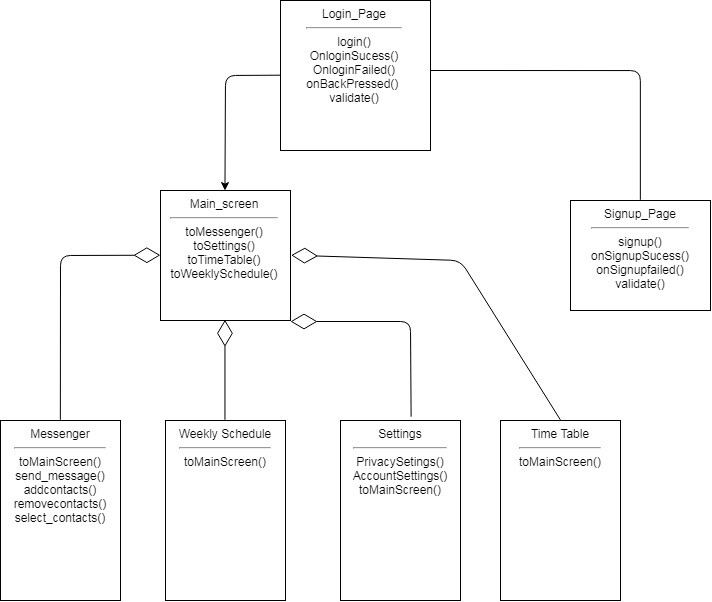 Login_Page
login()
OnloginSucess()
OnloginFailed()
onBackPressed()
validate()
Main_screen
toMessenger()
toSettings()
toTimeTable()
toWeeklySchedule()
Signup_Page
signup()
onSignupSucess()
onSignupfailed()
validate()
Messenger
toMainScreen()
send_message()
addcontacts()
removecontacts()
select_contacts()
Weekly Schedule
toMainScreen()
Settings
PrivacySetings()
AccountSettings()
toMainScreen()
Time Table
toMainScreen()